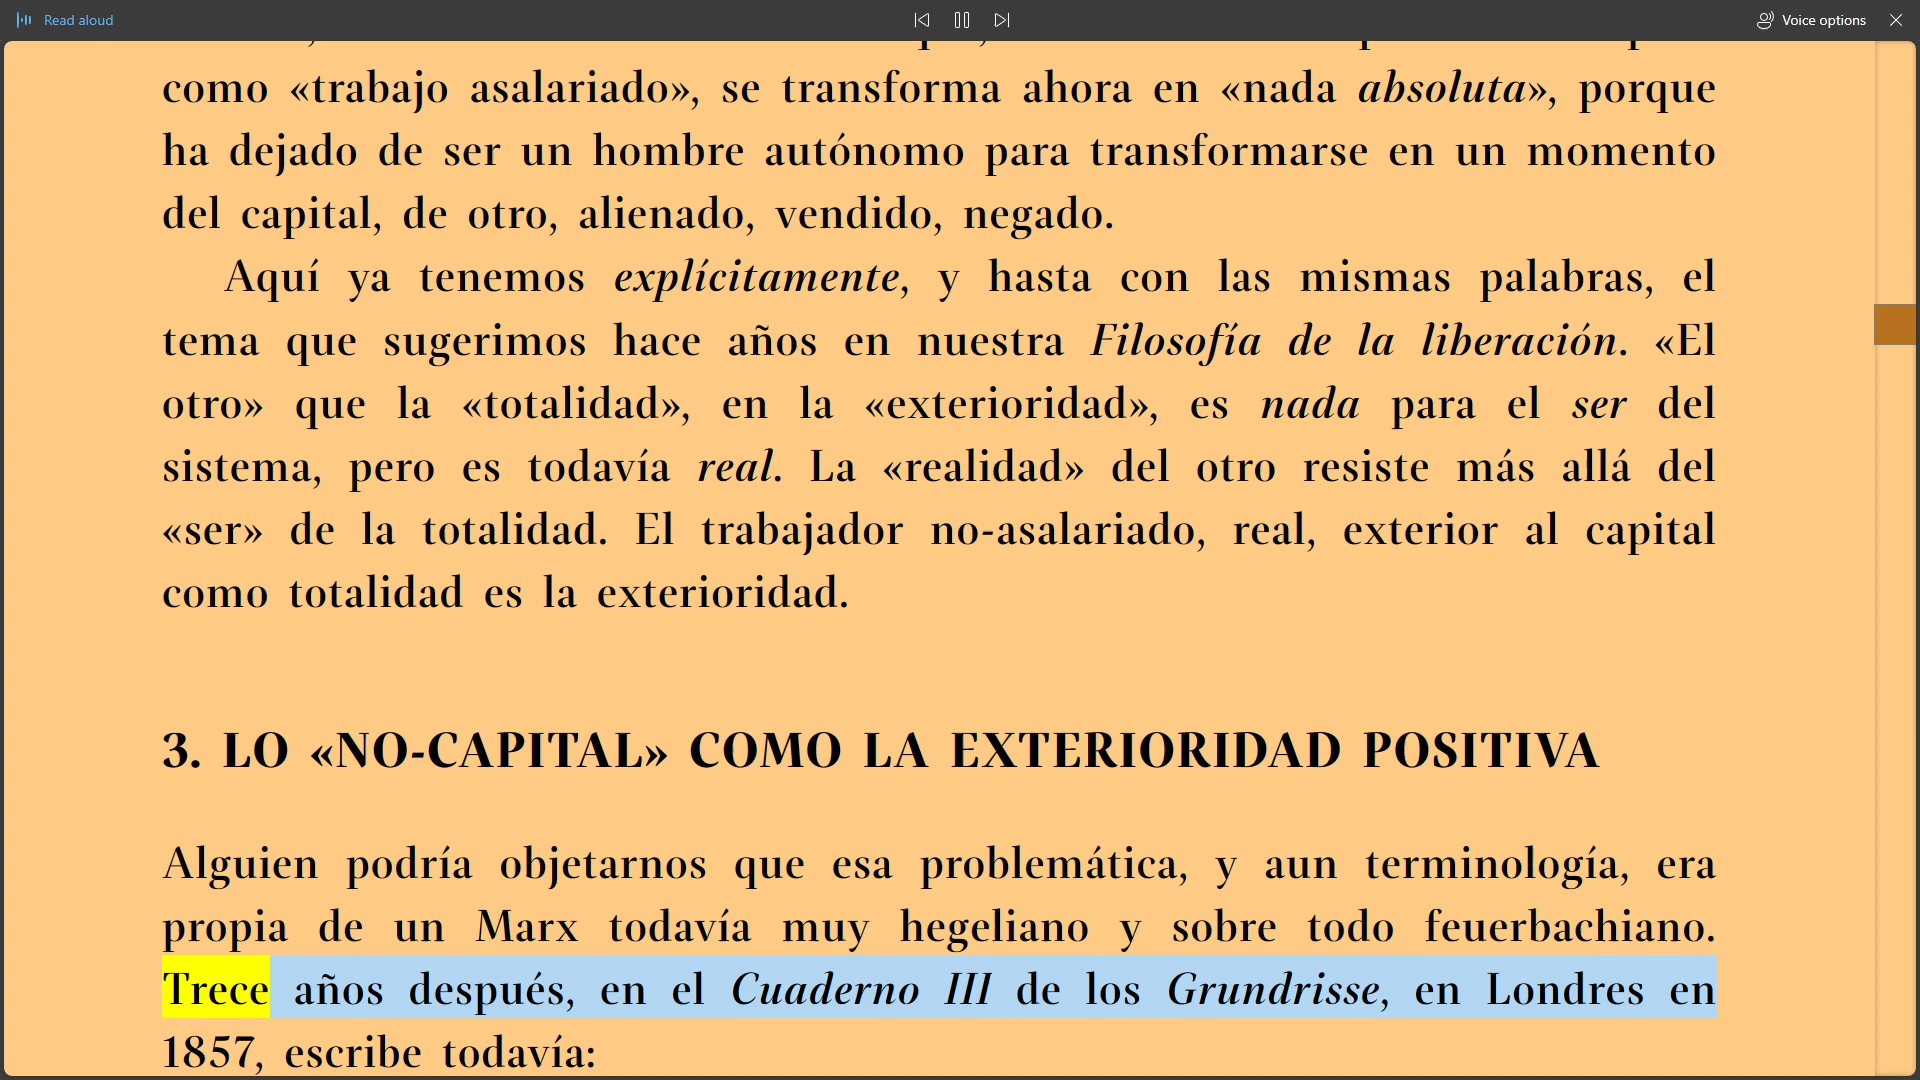 Read aloud
Voice options
como «trabajo asalariado», se transforma ahora en «nada absoluta», porque
ha dejado de ser un hombre autónomo para transformarse en un momento
del capital, de otro, alienado, vendido, negado.
Aquí ya tenemos explícitamente, y hasta con las mismas palabras, el
tema que sugerimos hace años en nuestra Filosofía de la liberación. «El
otro» que la «totalidad», en la «exterioridad», es nada para el ser del
sistema, pero es todavía real. La «realidad» del otro resiste más allá del
«ser» de la totalidad. El trabajador no-asalariado, real, exterior al capital
como totalidad es la exterioridad.
3. LO «NO-CAPITAL» COMO LA EXTERIORIDAD POSITIVA
Alguien podría objetarnos que esa problemática, y aun terminología, era
propia de un Marx todavía muy hegeliano y sobre todo feuerbachiano.
Trece años después, en el Cuaderno III de los Grundrisse, en Londres en
1857, escribe todavía: